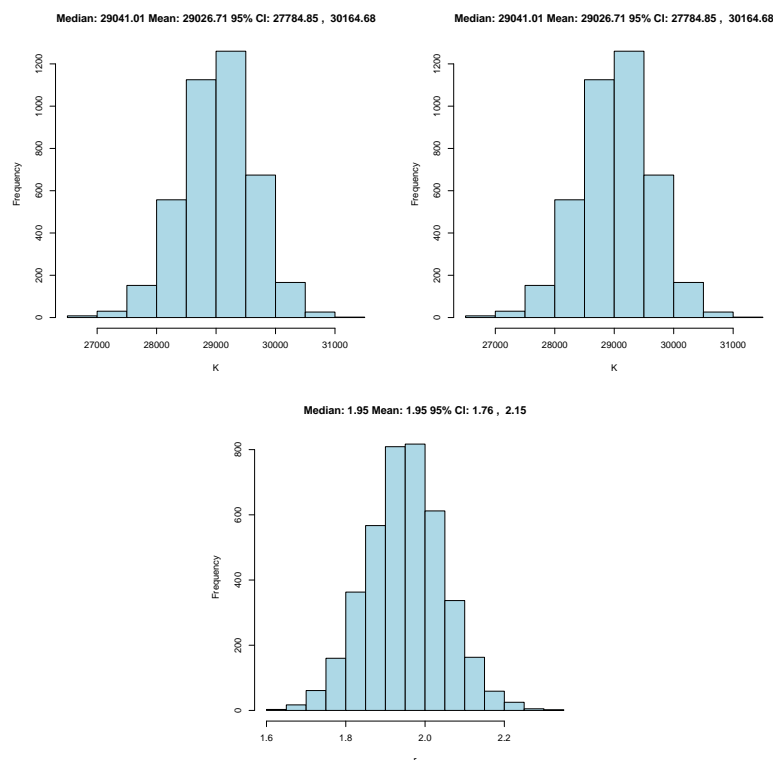 Median: 29041.01 Mean: 29026.71 95% CI: 27784.85 , 30164.68
Frequency
0 200 400 600 800 1000 1200
27000 28000 29000 30000 31000
K
Median: 29041.01 Mean: 29026.71 95% CI: 27784.85 , 30164.68
Frequency
0 200 400 600 800 1000 1200
27000 28000 29000 30000 31000
K
Median: 1.95 Mean: 1.95 95% CI: 1.76 , 2.15
Frequency
0 200 400 600 800
1.6 1.8 2.0 2.2